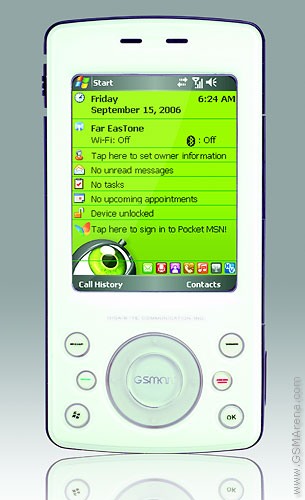 Start
Friday 6:24 AM
September 15, 2006
Far EasTone
Wi-Fi: Off : Off
Tap here to set owner information
No unread messages
No tasks
No upcoming appointments
Device unlocked
Tap here to sign in to Pocket MSN!
Call History Contacts
GIGA-BYTE COMMUNICATION INC.
GSMArt
OK
www.GSMArena.com